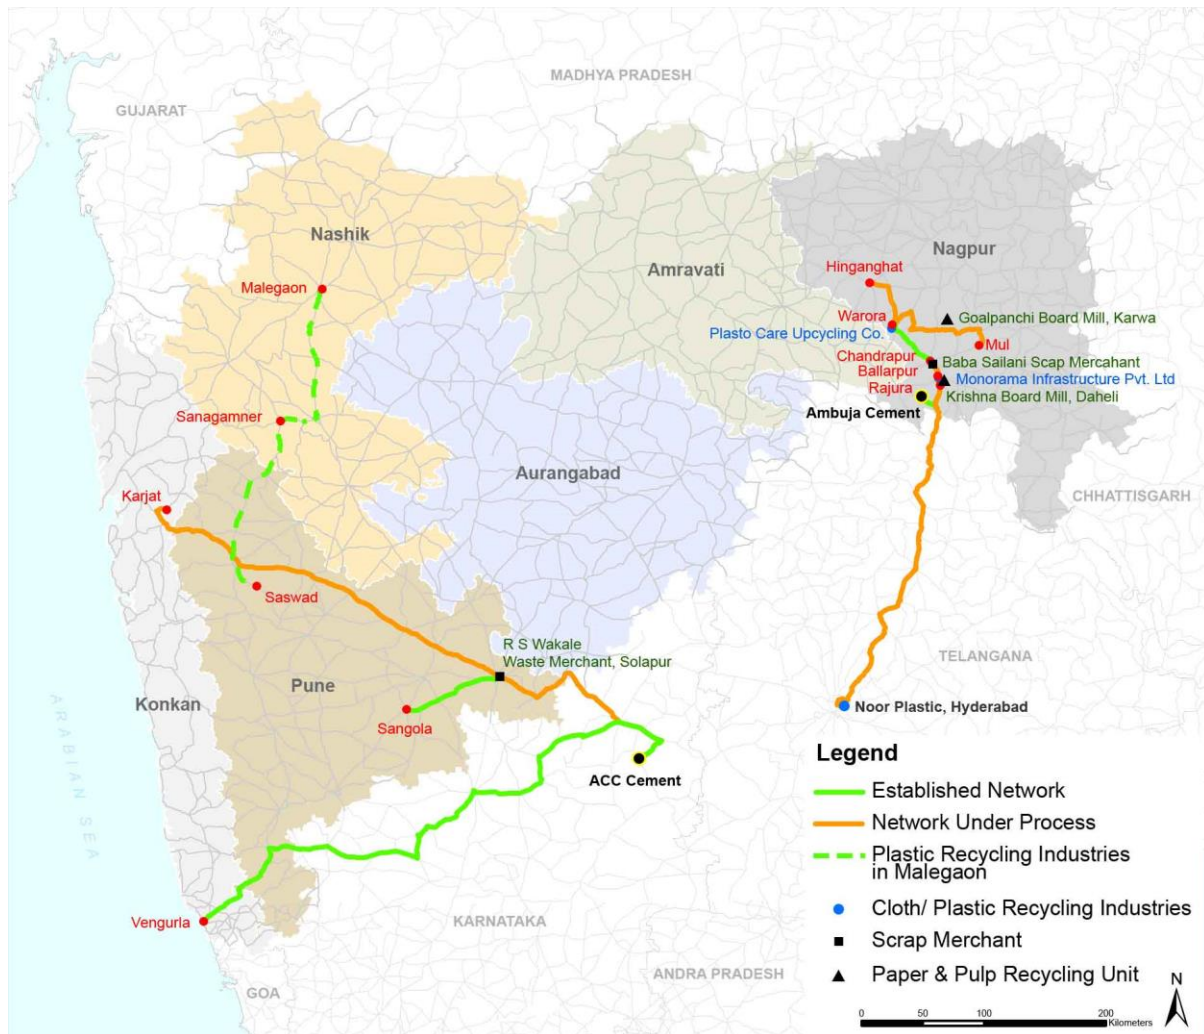 MADHYA PRADESH
GUJARAT
Nashik
Nagpur
Amravati
Hinganghat
Malegaon
Warora
Goalpanchi Board Mill, Karwa
Plasto Care Upcycling Co.
Mul
Chandrapur
Baba Sailani Scap Mercahant
Ballarpur
Monorama Infrastructure Pvt. Ltd
Rajura
Krishna Board Mill, Daheli
Ambuja Cement
Sanagamner
Aurangabad
CHHATTISGARH
Karjat
Saswad
R S Wakale
Waste Merchant, Solapur
TELANGANA
Pune
Konkan
Sangola
Noor Plastic, Hyderabad
ARABIAN SEA
ACC Cement
Vengurla
KARNATAKA
ANDRA PRADESH
GOA
Legend
Established Network
Network Under Process
Plastic Recycling Industries
in Malegaon
Cloth/ Plastic Recycling Industries
Scrap Merchant
Paper & Pulp Recycling Unit
N
0 50 100 200
Kilometers